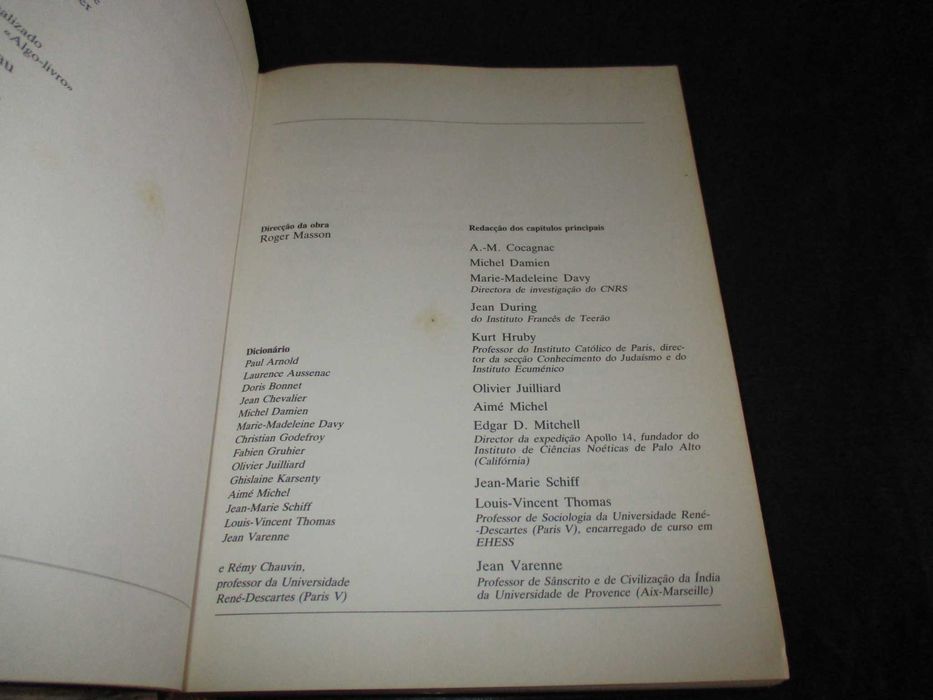 alizado
«Algo-livro»
Direcção da obra
Roger Masson
Dicionário
Paul Arnold
Laurence Aussenac
Doris Bonnet
Jean Chevalier
Michel Damien
Marie-Madeleine Davy
Christian Godefroy
Fabien Gruhier
Olivier Juilliard
Ghislaine Karsenty
Aimé Michel
Jean-Marie Schiff
Louis-Vincent Thomas
Jean Varenne
e Rémy Chauvin,
professor da Universidade
René-Descartes (Paris V)
Redacção dos capítulos principais
A.-M. Cocagnac
Michel Damien
Marie-Madeleine Davy
Directora de investigação do CNRS
Jean During
do Instituto Francês de Teerão
Kurt Hruby
Professor do Instituto Católico de Paris, direc-
tor da secção Conhecimento do Judaísmo e do
Instituto Ecuménico
Olivier Juilliard
Aimé Michel
Edgar D. Mitchell
Director da expedição Apollo 14, fundador do
Instituto de Ciências Noéticas de Palo Alto
(Califórnia)
Jean-Marie Schiff
Louis-Vincent Thomas
Professor de Sociologia da Universidade René-
-Descartes (Paris V), encarregado de curso em
EHESS
Jean Varenne
Professor de Sânscrito e de Civilização da Índia
da Universidade de Provence (Aix-Marseille)